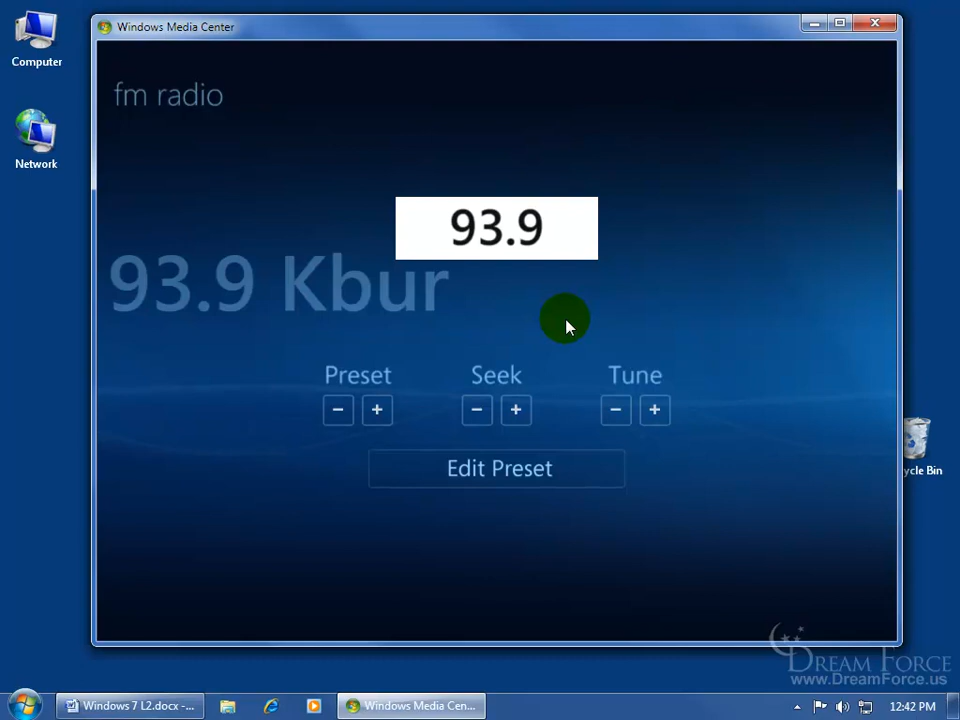 Windows Media Center
Computer
fm radio
Network
93.9
93.9 Kbur
Preset
Seek
Tune
- +
- +
- +
Edit Preset
ycle Bin
DREAM FORCE
www.DreamForce.us
Windows 7 L2.docx -...
Windows Media Cen...
12:42 PM